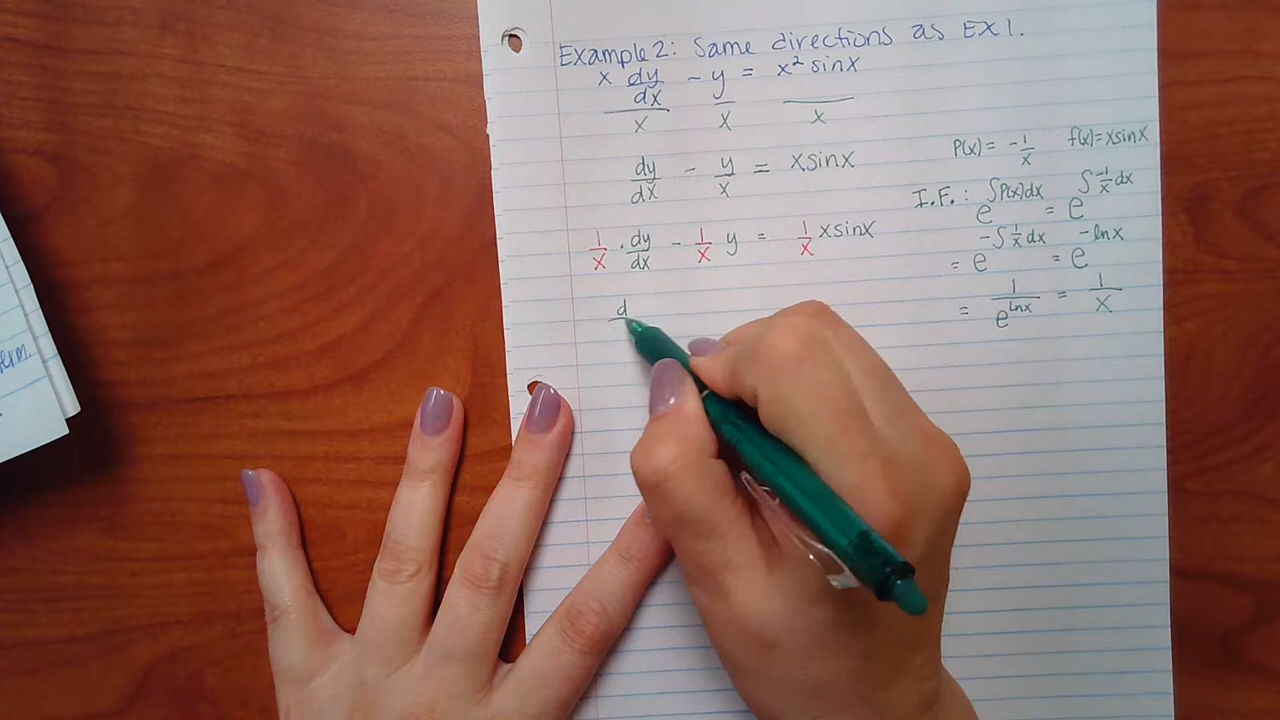 Example 2: Same directions as EX 1.
x dy/dx - y = x² sinx
x x x
dy/dx - y/x = xsinx
1/x · dy/dx - 1/x y = 1/x xsinx
d
P(x) = -1/x f(x) = xsinx
I.F.: e^∫P(x)dx = e^∫-1/x dx
= e^-∫1/x dx = e^-lnx
= 1/e^lnx = 1/x
erm.